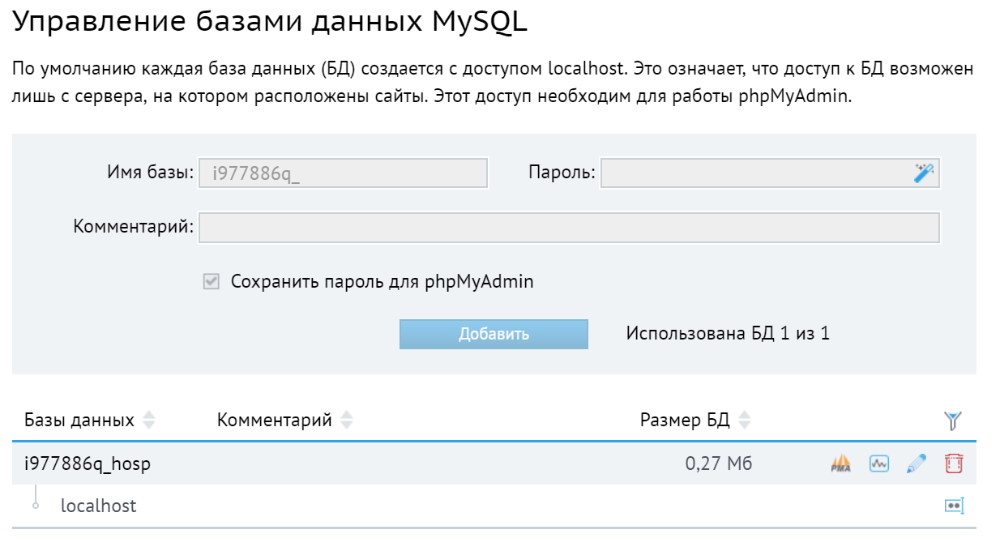 Управление базами данных MySQL
По умолчанию каждая база данных (БД) создается с доступом localhost. Это означает, что доступ к БД возможен
лишь с сервера, на котором расположены сайты. Этот доступ необходим для работы phpMyAdmin.
Имя базы: i977886q_ Пароль:
Комментарий:
Сохранить пароль для phpMyAdmin
Добавить Использована БД 1 из 1
Базы данных Комментарий Размер БД
i977886q_hosp 0,27 Мб PMA
localhost